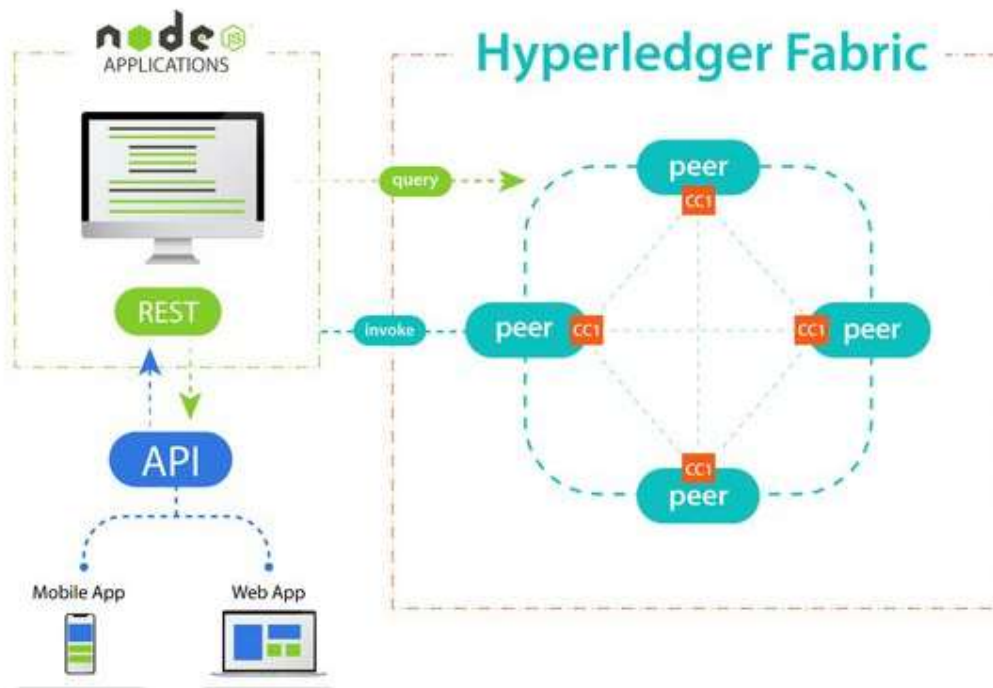 node JS
APPLICATIONS
Hyperledger Fabric
query
peer
CC1
REST
invoke
peer
CC1
CC1
peer
API
CC1
peer
Mobile App
Web App